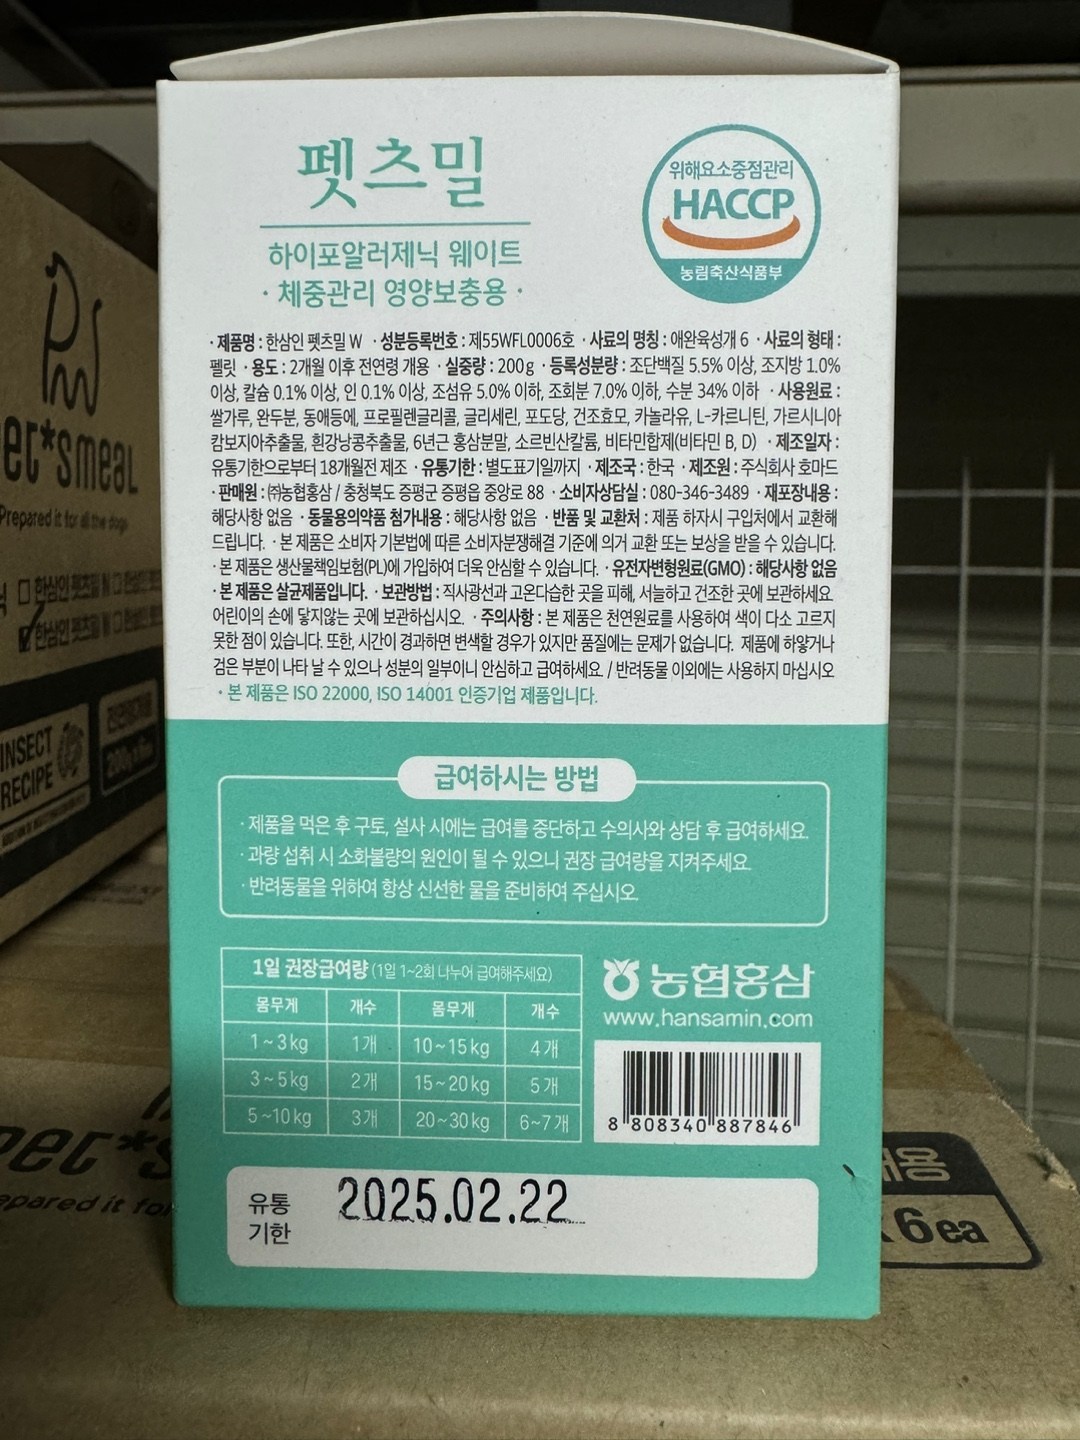 펫츠밀
하이포알러제닉 웨이트
· 체중관리 영양보충용 ·
위해요소중점관리
HACCP
농림축산식품부
· 제품명 : 한삼인 펫츠밀 W · 성분등록번호 : 제55WFL0006호 · 사료의 명칭 : 애완육성개 6 · 사료의 형태 :
펠릿 · 용도 : 2개월 이후 전연령 개용 · 실중량 : 200g · 등록성분량 : 조단백질 5.5% 이상, 조지방 1.0%
이상, 칼슘 0.1% 이상, 인 0.1% 이상, 조섬유 5.0% 이하, 조회분 7.0% 이하, 수분 34% 이하 · 사용원료 :
쌀가루, 완두분, 동애등에, 프로필렌글리콜, 글리세린, 포도당, 건조효모, 카놀라유, L-카르니틴, 가르시니아
캄보지아추출물, 흰강낭콩추출물, 6년근 홍삼분말, 소르빈산칼륨, 비타민합제(비타민 B, D) · 제조일자 :
유통기한으로부터 18개월전 제조 · 유통기한 : 별도표기일까지 · 제조국 : 한국 · 제조원 : 주식회사 호마드
· 판매원 : ㈜농협홍삼 / 충청북도 증평군 증평읍 중앙로 88 · 소비자상담실 : 080-346-3489 · 재포장내용 :
해당사항 없음 · 동물용의약품 첨가내용 : 해당사항 없음 · 반품 및 교환처 : 제품 하자시 구입처에서 교환해
드립니다. · 본 제품은 소비자 기본법에 따른 소비자분쟁해결 기준에 의거 교환 또는 보상을 받을 수 있습니다.
· 본 제품은 생산물책임보험(PL)에 가입하여 더욱 안심할 수 있습니다. · 유전자변형원료(GMO) : 해당사항 없음
· 본 제품은 살균제품입니다. · 보관방법 : 직사광선과 고온다습한 곳을 피해, 서늘하고 건조한 곳에 보관하세요.
어린이의 손에 닿지않는 곳에 보관하십시오. · 주의사항 : 본 제품은 천연원료를 사용하여 색이 다소 고르지
못한 점이 있습니다. 또한, 시간이 경과하면 변색할 경우가 있지만 품질에는 문제가 없습니다. 제품에 하얗거나
검은 부분이 나타 날 수 있으나 성분의 일부이니 안심하고 급여하세요. / 반려동물 이외에는 사용하지 마십시오
· 본 제품은 ISO 22000, ISO 14001 인증기업 제품입니다.
급여하시는 방법
· 제품을 먹은 후 구토, 설사 시에는 급여를 중단하고 수의사와 상담 후 급여하세요.
· 과량 섭취 시 소화불량의 원인이 될 수 있으니 권장 급여량을 지켜주세요.
· 반려동물을 위하여 항상 신선한 물을 준비하여 주십시오.
1일 권장급여량 (1일 1~2회 나누어 급여해주세요)
몸무게 개수 몸무게 개수
1~3kg 1개 10~15kg 4개
3~5kg 2개 15~20kg 5개
5~10kg 3개 20~30kg 6~7개
농협홍삼
www.hansamin.com
8 808340 887846
유통
기한
2025.02.22
Pet*smeal
Prepared it for all the dogs
한삼인 펫츠밀 IN
한삼인 펫츠밀 W
INSECT
RECIPE
전연령
200g x 6
Pet*s
epared it for
개용
x 6ea